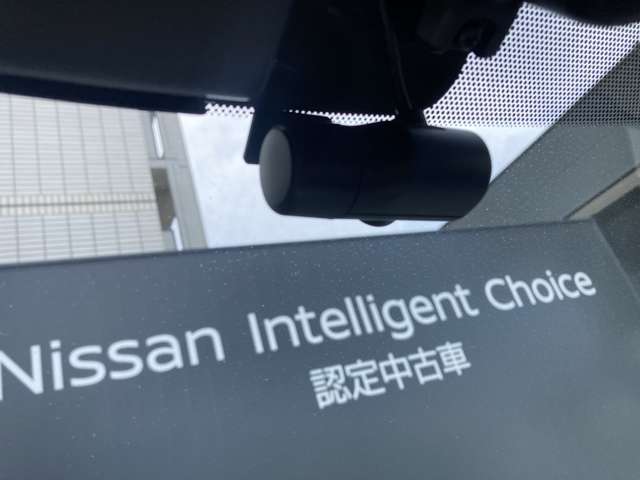 Nissan Intelligent Choice
認定中古車